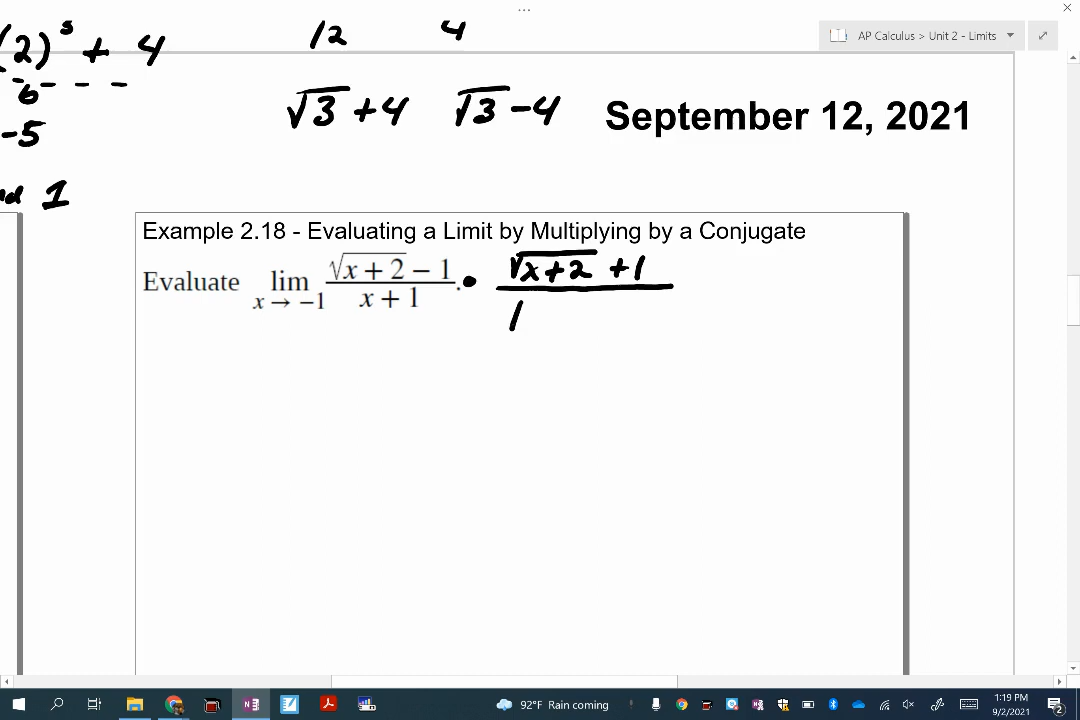 AP Calculus > Unit 2 - Limits
12 4
(2)³ + 4
6
-5
√3 + 4 √3 - 4 September 12, 2021
1
Example 2.18 - Evaluating a Limit by Multiplying by a Conjugate
√x + 2 - 1 √x+2 + 1
Evaluate lim .•
x → -1 x + 1
92°F Rain coming
1:19 PM
9/2/2021
2